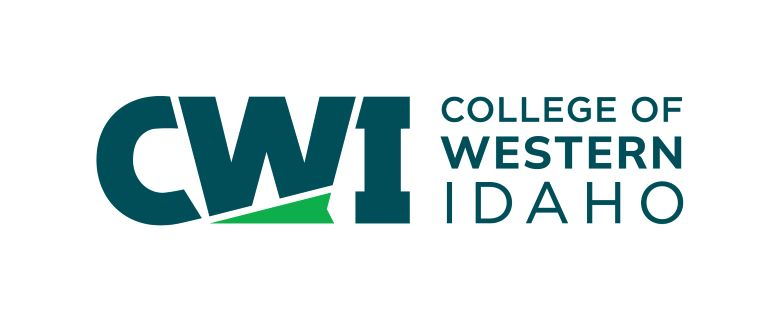 CWI
COLLEGE OF
WESTERN
IDAHO